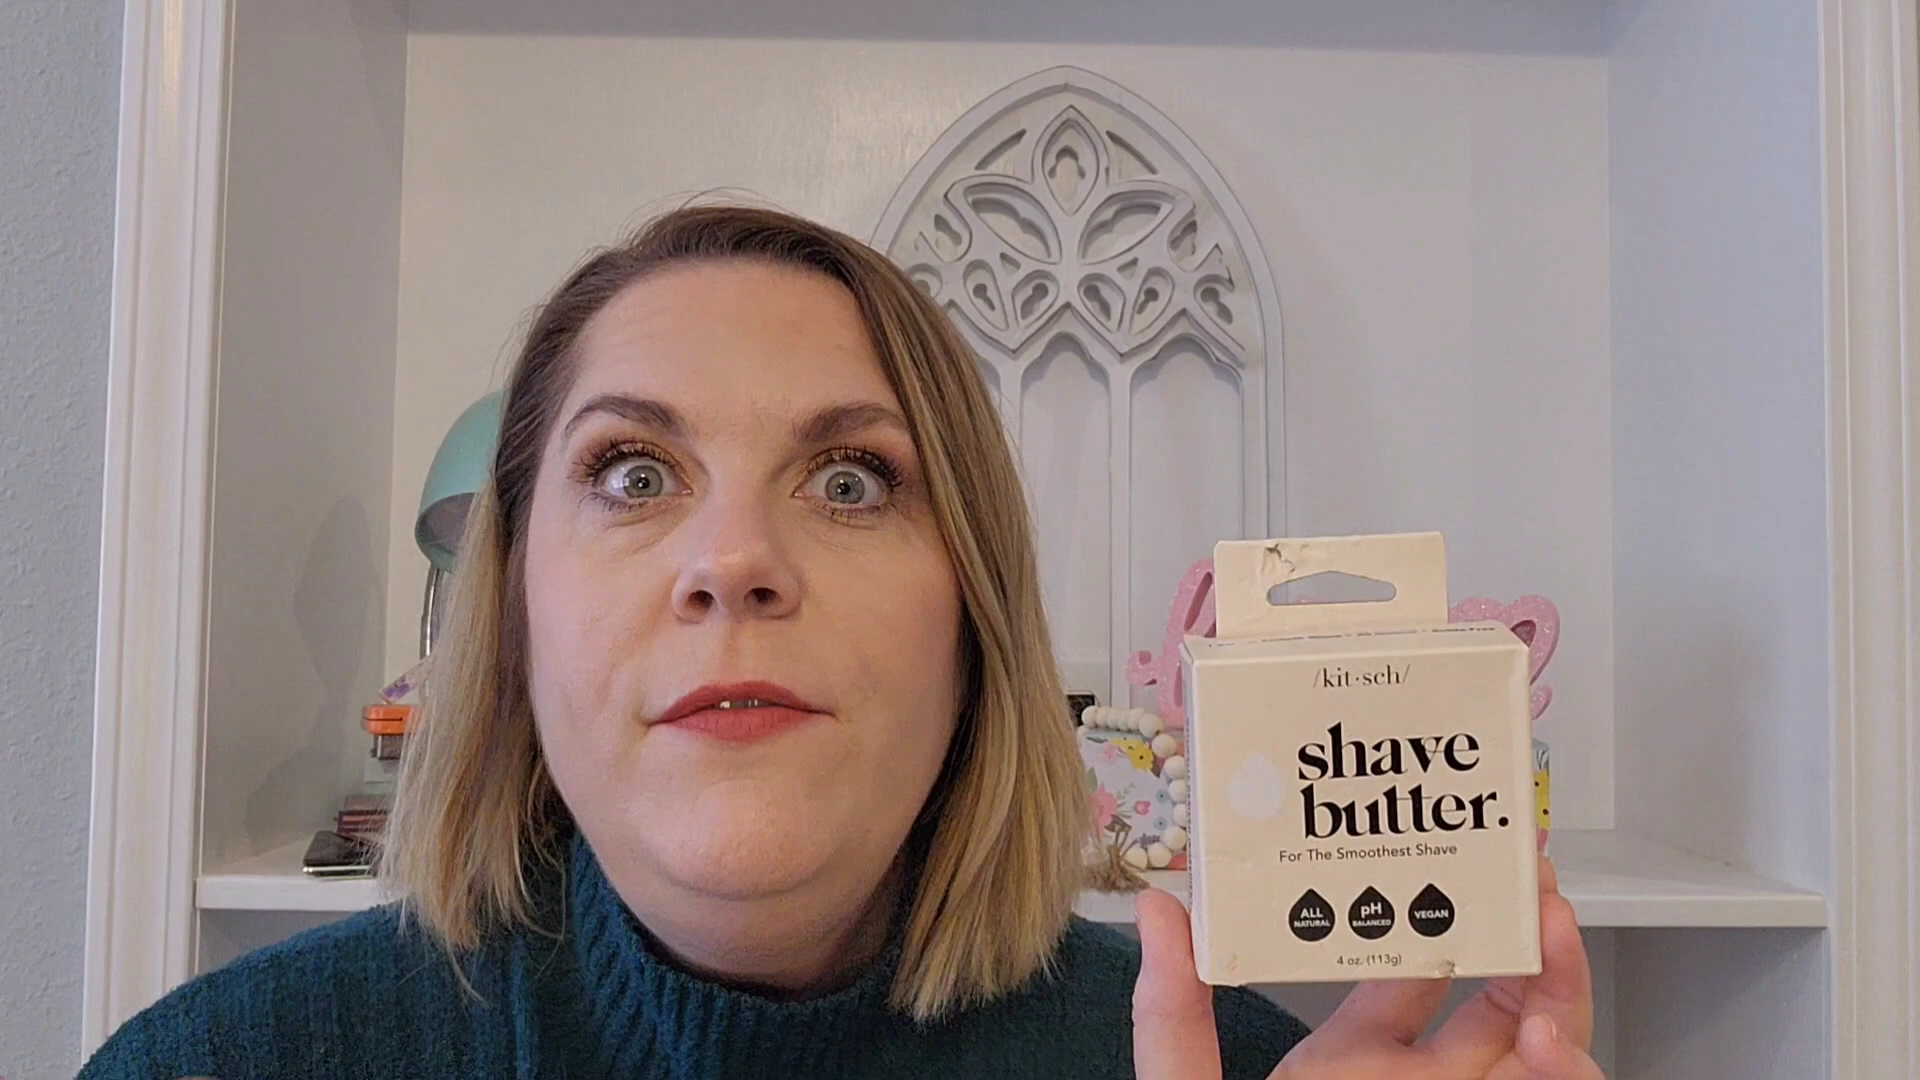 /kit·sch/
shave
butter.
For The Smoothest Shave
ALL
NATURAL
pH
BALANCED
VEGAN
4 oz. (113g)